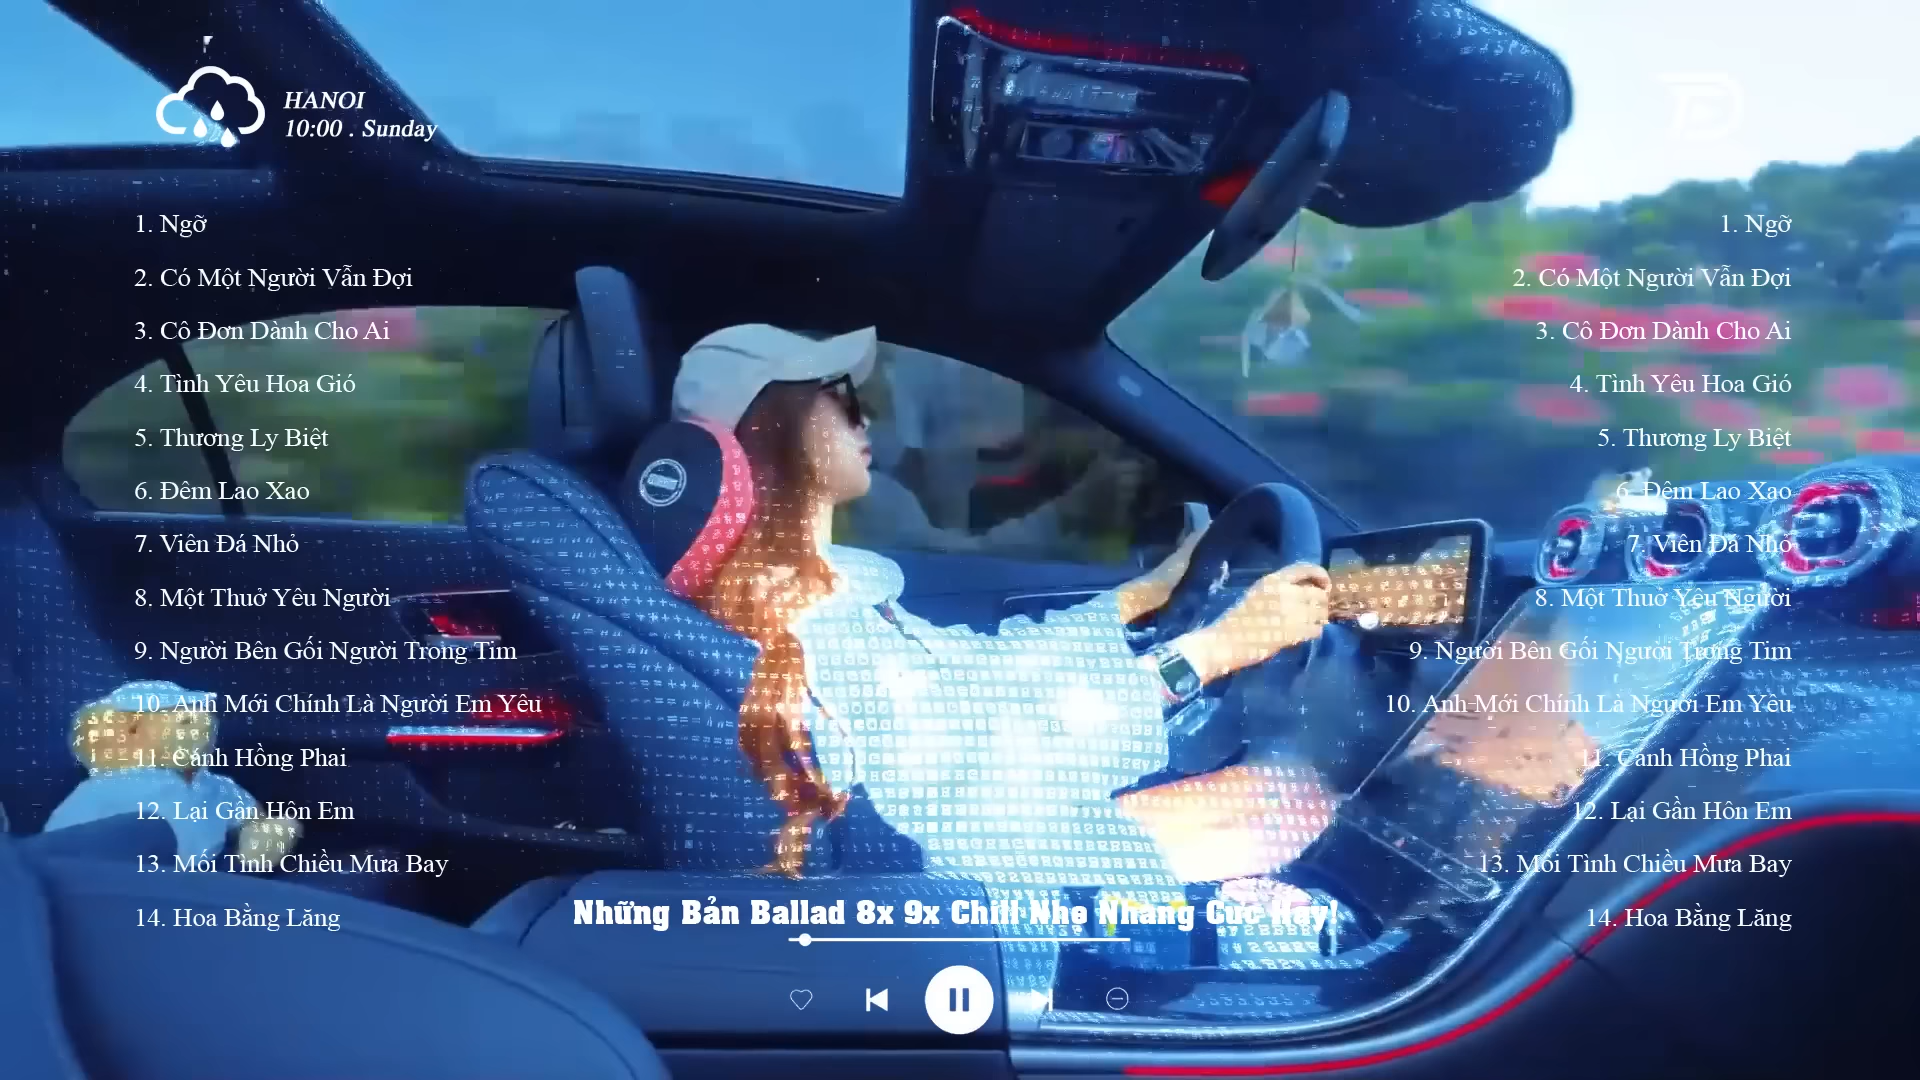 HANOI
10:00 . Sunday
1. Ngỡ
2. Có Một Người Vẫn Đợi
3. Cô Đơn Dành Cho Ai
4. Tình Yêu Hoa Gió
5. Thương Ly Biệt
6. Đêm Lao Xao
7. Viên Đá Nhỏ
8. Một Thuở Yêu Người
9. Người Bên Gối Người Trong Tim
10. Anh Mới Chính Là Người Em Yêu
11. Cánh Hồng Phai
12. Lại Gần Hôn Em
13. Mối Tình Chiều Mưa Bay
14. Hoa Bằng Lăng
1. Ngỡ
2. Có Một Người Vẫn Đợi
3. Cô Đơn Dành Cho Ai
4. Tình Yêu Hoa Gió
5. Thương Ly Biệt
6. Đêm Lao Xao
7. Viên Đá Nhỏ
8. Một Thuở Yêu Người
9. Người Bên Gối Người Trong Tim
10. Anh Mới Chính Là Người Em Yêu
11. Cánh Hồng Phai
12. Lại Gần Hôn Em
13. Mối Tình Chiều Mưa Bay
14. Hoa Bằng Lăng
Những Bản Ballad 8x 9x Chill Nhẹ Nhàng Cực Hay!